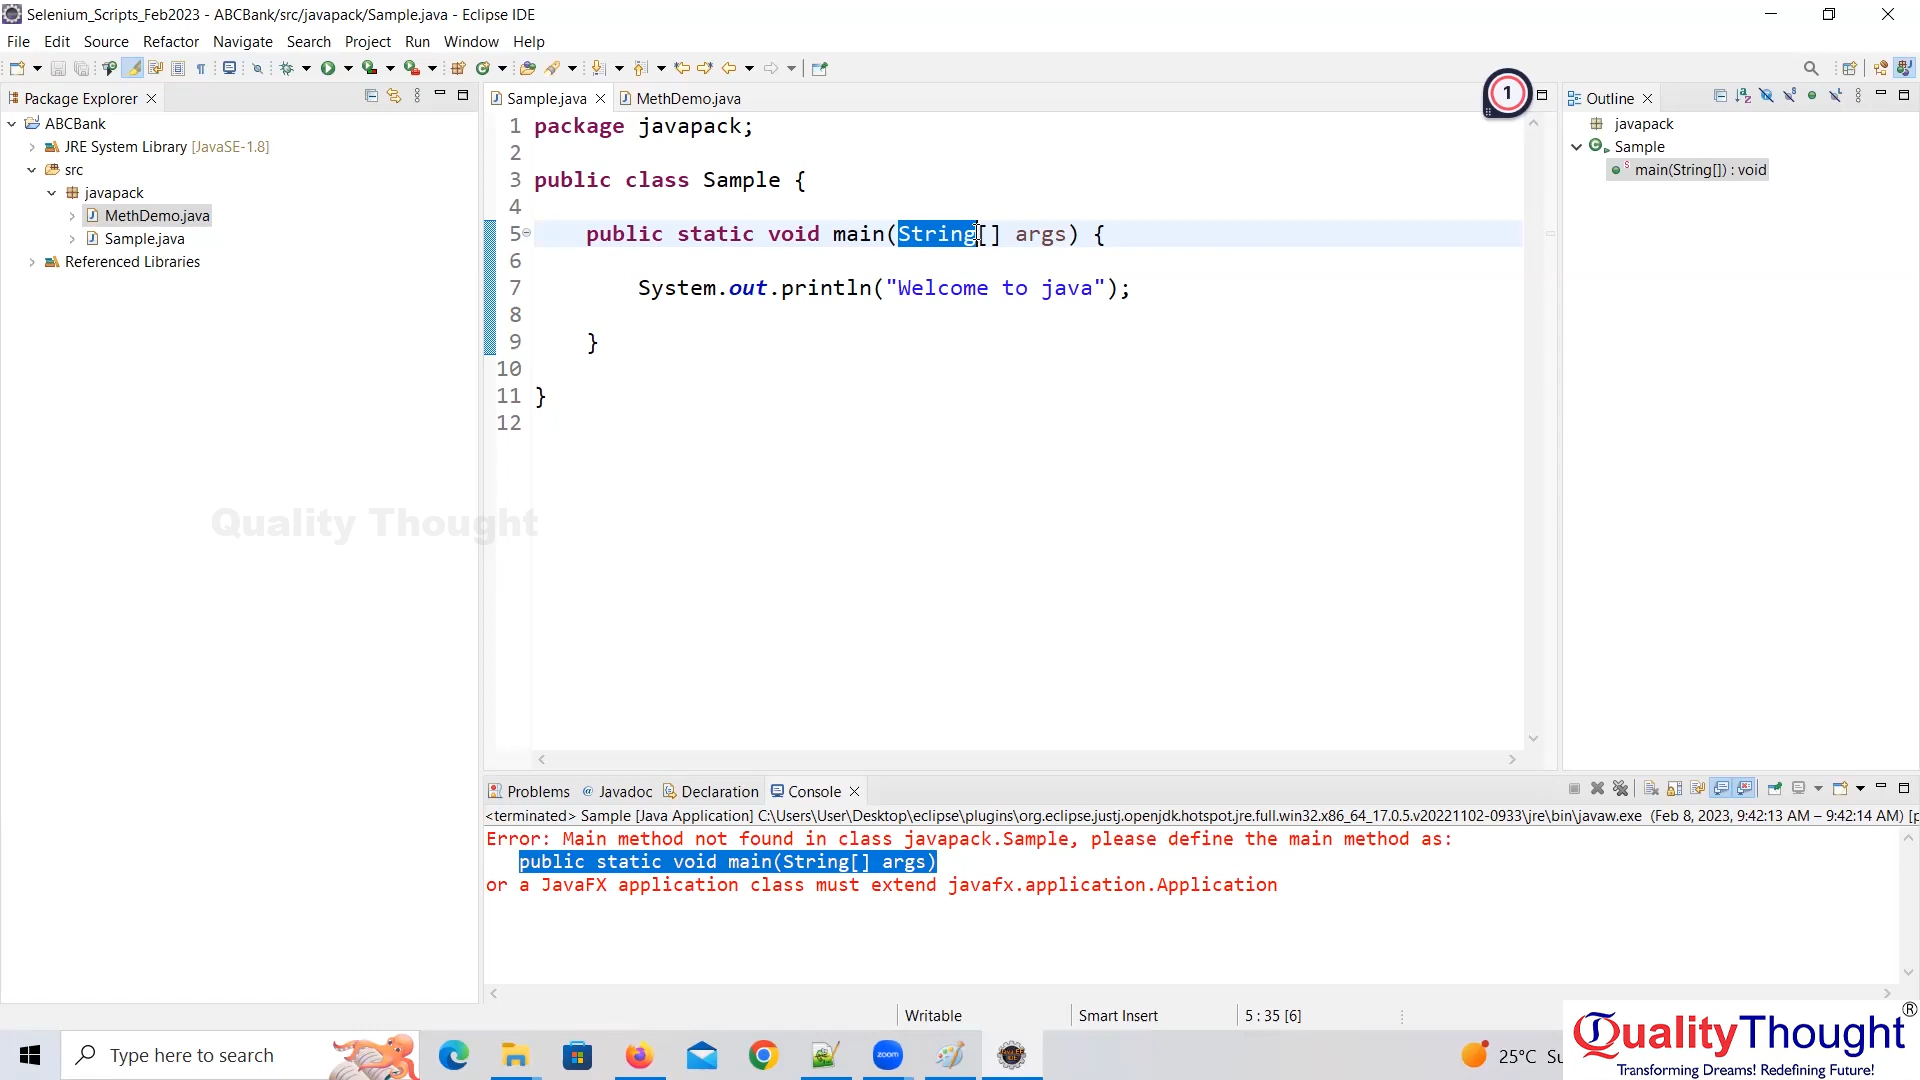 Selenium_Scripts_Feb2023 - ABCBank/src/javapack/Sample.java - Eclipse IDE
File Edit Source Refactor Navigate Search Project Run Window Help
Package Explorer
ABCBank
JRE System Library [JavaSE-1.8]
src
javapack
MethDemo.java
Sample.java
Referenced Libraries
Quality Thought
Sample.java MethDemo.java
1 package javapack;
2
3 public class Sample {
4
5 public static void main(String[] args) {
6
7 System.out.println("Welcome to java");
8
9 }
10
11 }
12
1
Outline
javapack
Sample
main(String[]) : void
Problems Javadoc Declaration Console
<terminated> Sample [Java Application] C:\Users\User\Desktop\eclipse\plugins\org.eclipse.justj.openjdk.hotspot.jre.full.win32.x86_64_17.0.5.v20221102-0933\jre\bin\javaw.exe (Feb 8, 2023, 9:42:13 AM – 9:42:14 AM) [p
Error: Main method not found in class javapack.Sample, please define the main method as:
public static void main(String[] args)
or a JavaFX application class must extend javafx.application.Application
Writable Smart Insert 5 : 35 [6]
Type here to search
zoom
25°C Su
QualityThought®
Transforming Dreams! Redefining Future!